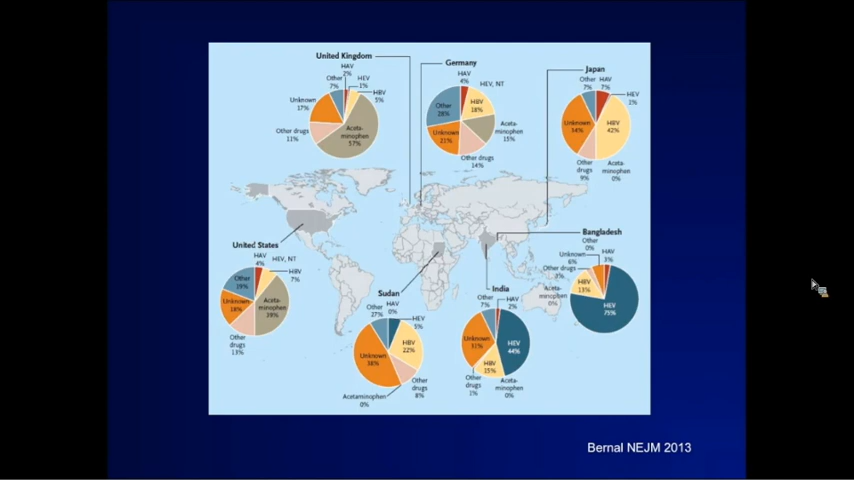 United Kingdom
HAV
2%
HEV
1%
HBV
5%
Aceta-
minophen
57%
Other drugs
11%
Unknown
17%
Other
7%
Germany
HAV
4%
HEV, NT
HBV
18%
Aceta-
minophen
15%
Other drugs
14%
Unknown
21%
Other
28%
Japan
HAV
7%
HEV
1%
HBV
42%
Aceta-
minophen
0%
Other
drugs
9%
Unknown
34%
Other
7%
United States
HAV
4%
HEV, NT
HBV
7%
Aceta-
minophen
39%
Other
drugs
13%
Unknown
18%
Other
19%
Sudan
HAV
0%
HEV
5%
HBV
22%
Other
drugs
8%
Acetaminophen
0%
Unknown
38%
Other
27%
India
HAV
2%
HEV
44%
Aceta-
minophen
0%
HBV
15%
Other
drugs
1%
Unknown
31%
Other
7%
Bangladesh
HAV
3%
HEV
75%
Aceta-
minophen
0%
HBV
13%
Other drugs
3%
Unknown
6%
Other
0%
Bernal NEJM 2013